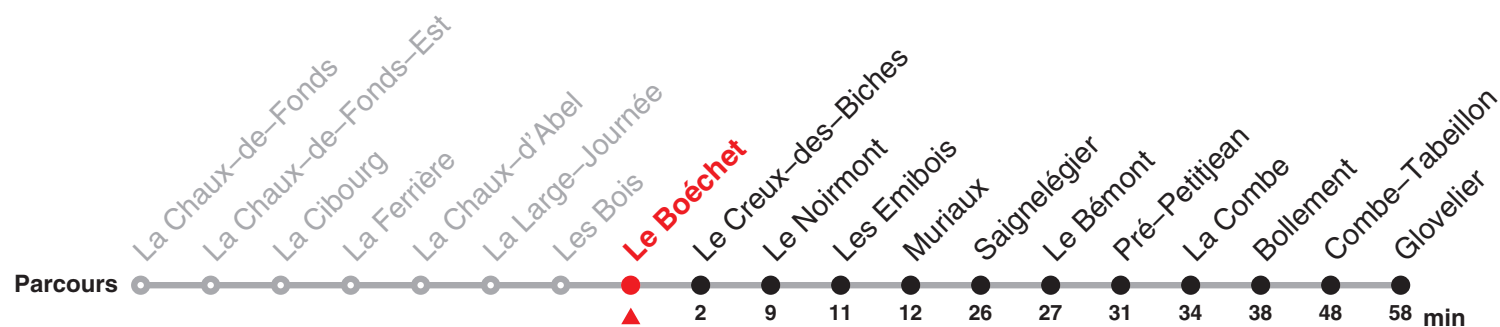 La Chaux–de–Fonds
La Chaux–de–Fonds–Est
La Cibourg
La Ferrière
La Chaux–d'Abel
La Large–Journée
Les Bois
Le Boéchet
Le Creux–des–Biches
Le Noirmont
Les Emibois
Muriaux
Saignelégier
Le Bémont
Pré–Petitjean
La Combe
Bollement
Combe–Tabeillon
Glovelier
Parcours
2 9 11 12 26 27 31 34 38 48 58 min